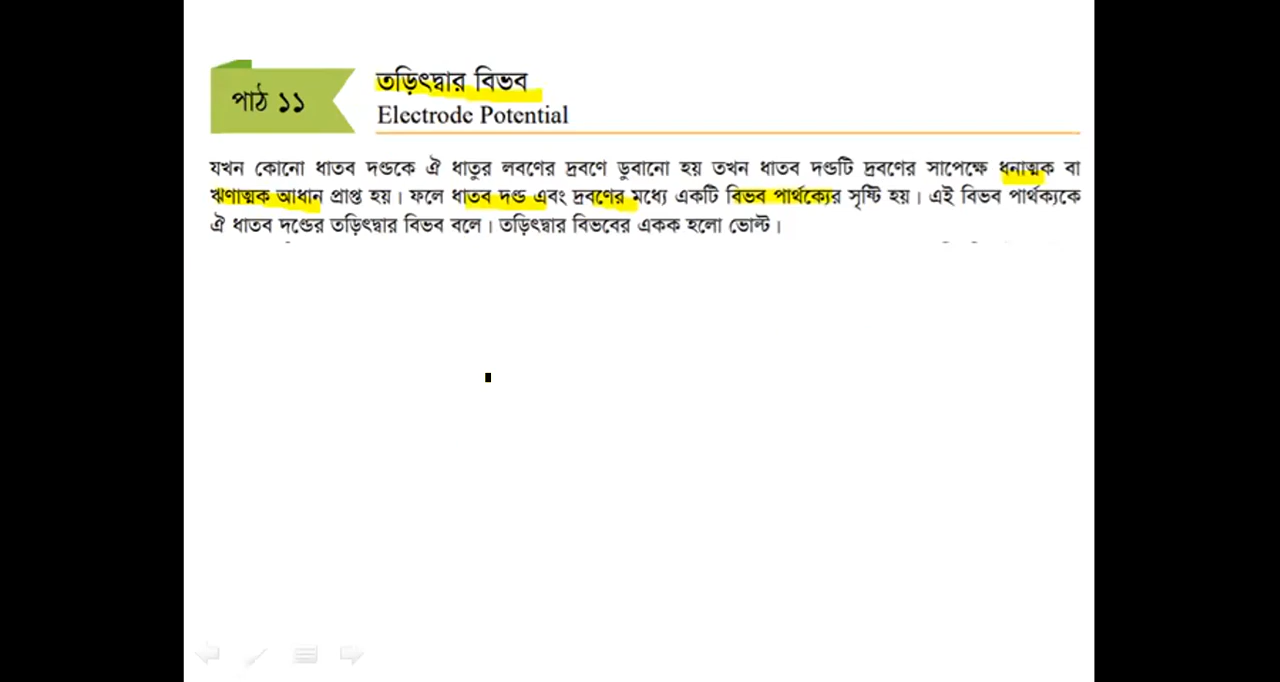 পাঠ ১১
তড়িৎদ্বার বিভব
Electrode Potential
যখন কোনো ধাতব দণ্ডকে ঐ ধাতুর লবণের দ্রবণে ডুবানো হয় তখন ধাতব দণ্ডটি দ্রবণের সাপেক্ষে ধনাত্মক বা
ঋণাত্মক আধান প্রাপ্ত হয়। ফলে ধাতব দণ্ড এবং দ্রবণের মধ্যে একটি বিভব পার্থক্যের সৃষ্টি হয়। এই বিভব পার্থক্যকে
ঐ ধাতব দণ্ডের তড়িৎদ্বার বিভব বলে। তড়িৎদ্বার বিভবের একক হলো ভোল্ট।